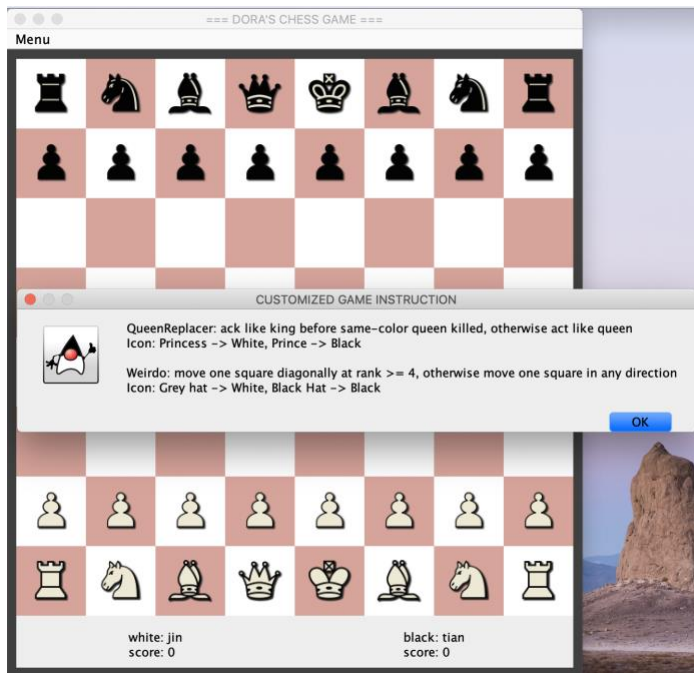 === DORA'S CHESS GAME ===
Menu
CUSTOMIZED GAME INSTRUCTION
QueenReplacer: ack like king before same-color queen killed, otherwise act like queen
Icon: Princess -> White, Prince -> Black
Weirdo: move one square diagonally at rank >= 4, otherwise move one square in any direction
Icon: Grey hat -> White, Black Hat -> Black
OK
white: jin
score: 0
black: tian
score: 0